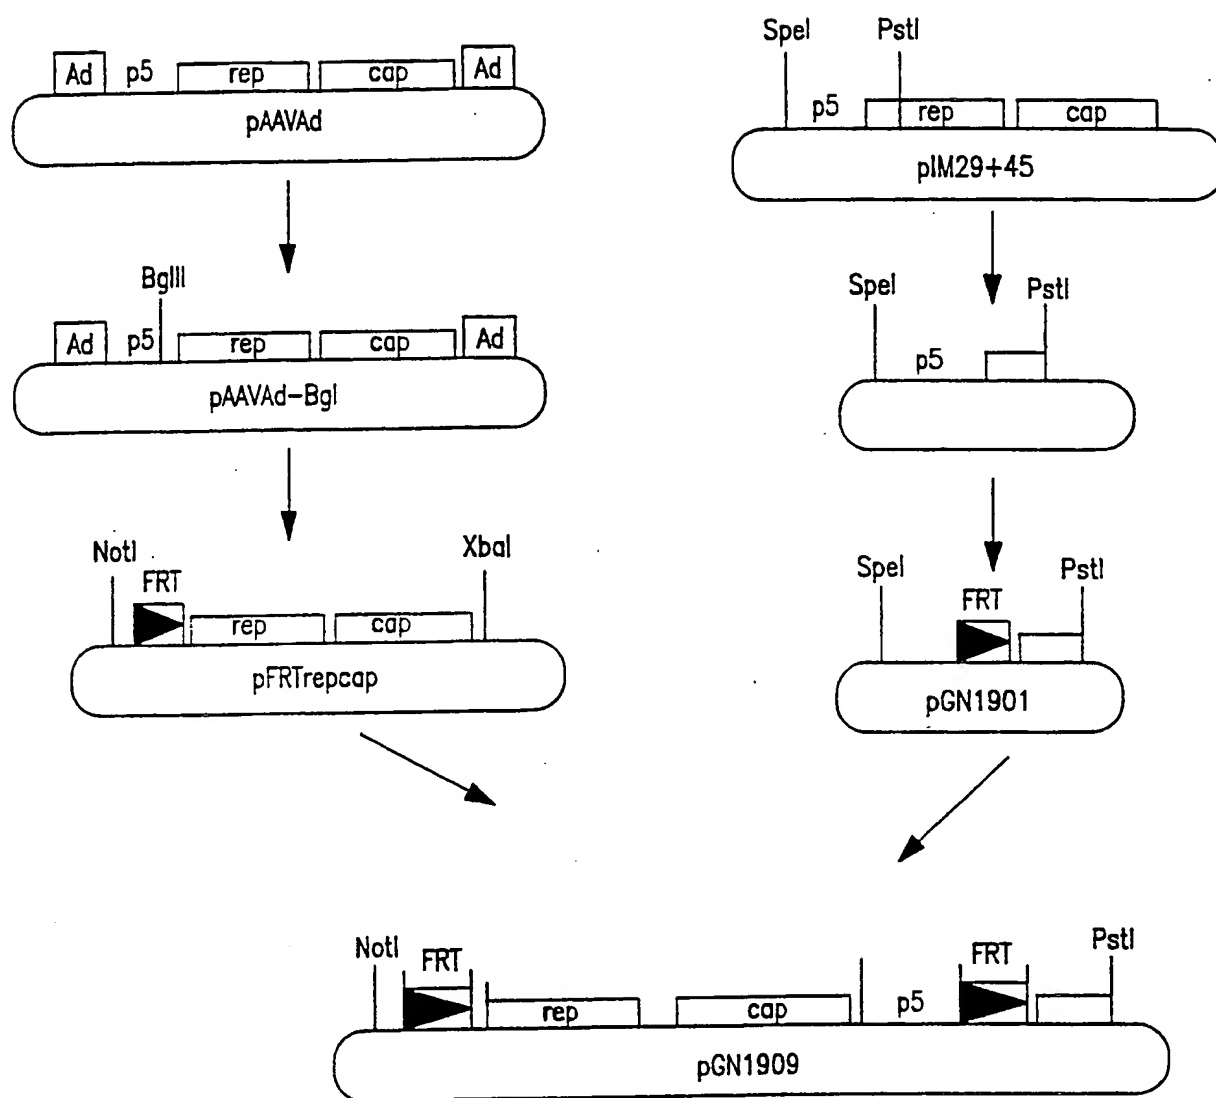 Ad p5 rep cap Ad
pAAVAd
SpeI PstI
p5 rep cap
pIM29+45
BglII
Ad p5 rep cap Ad
pAAVAd-Bgl
SpeI PstI
p5
NotI XbaI
FRT
rep cap
pFRTrepcap
SpeI PstI
FRT
pGN1901
NotI FRT FRT PstI
rep cap p5
pGN1909